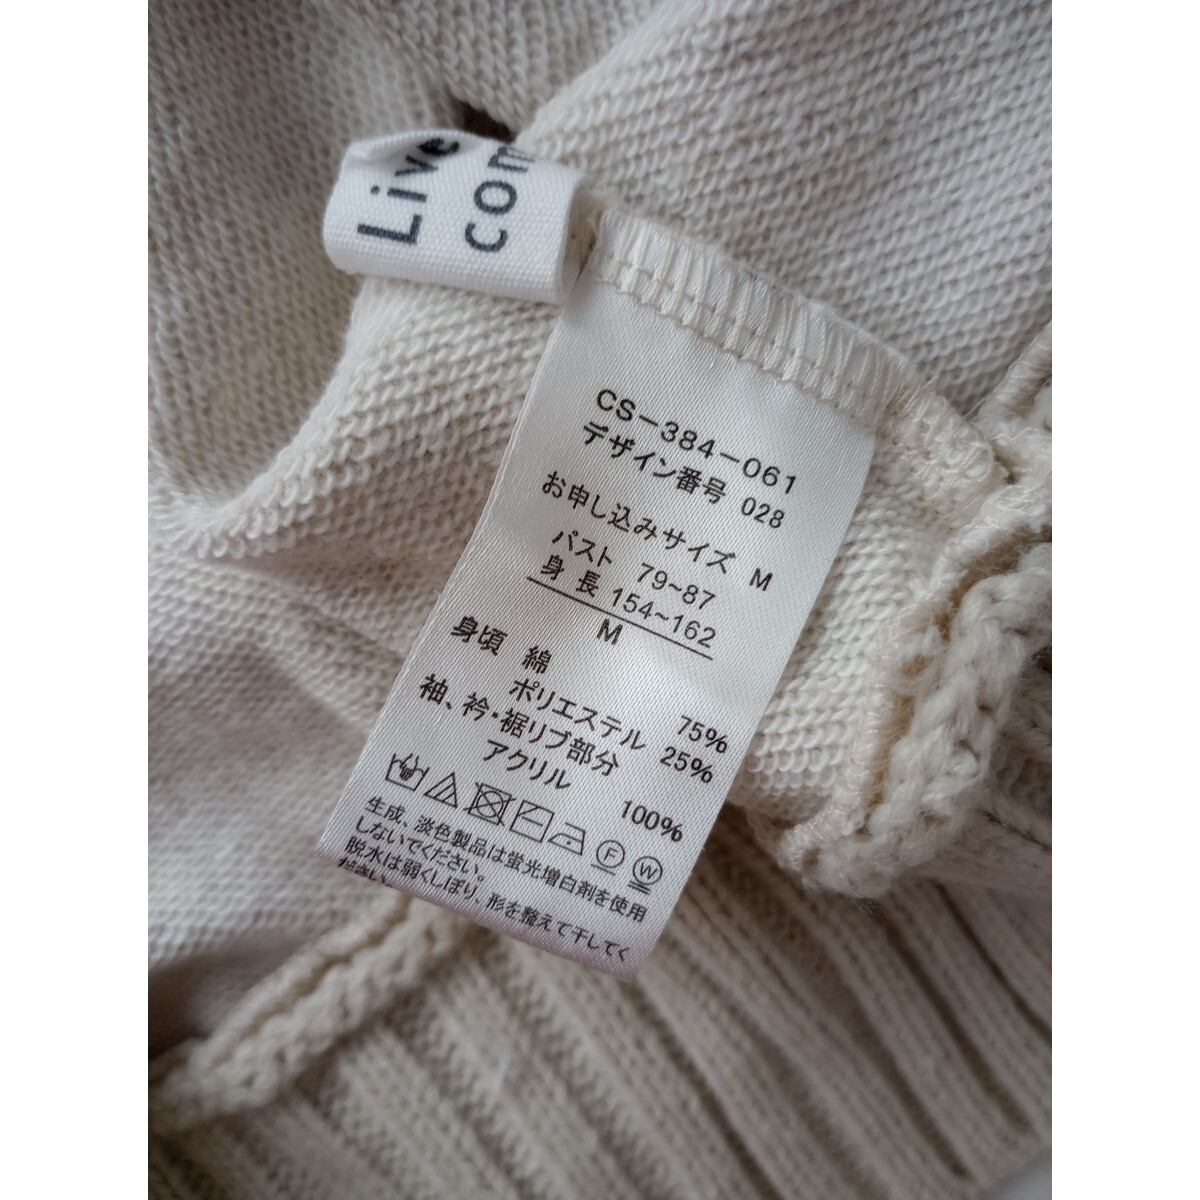 Live
com
CS-384-061
デザイン番号 028
お申し込みサイズ M
バスト 79~87
身長 154~162
M
身頃 綿 75%
ポリエステル 25%
袖、衿・裾リブ部分
アクリル 100%
F W
生成、淡色製品は蛍光増白剤を使用
しないでください。
脱水は弱くしぼり、形を整えて干してく
ださい。